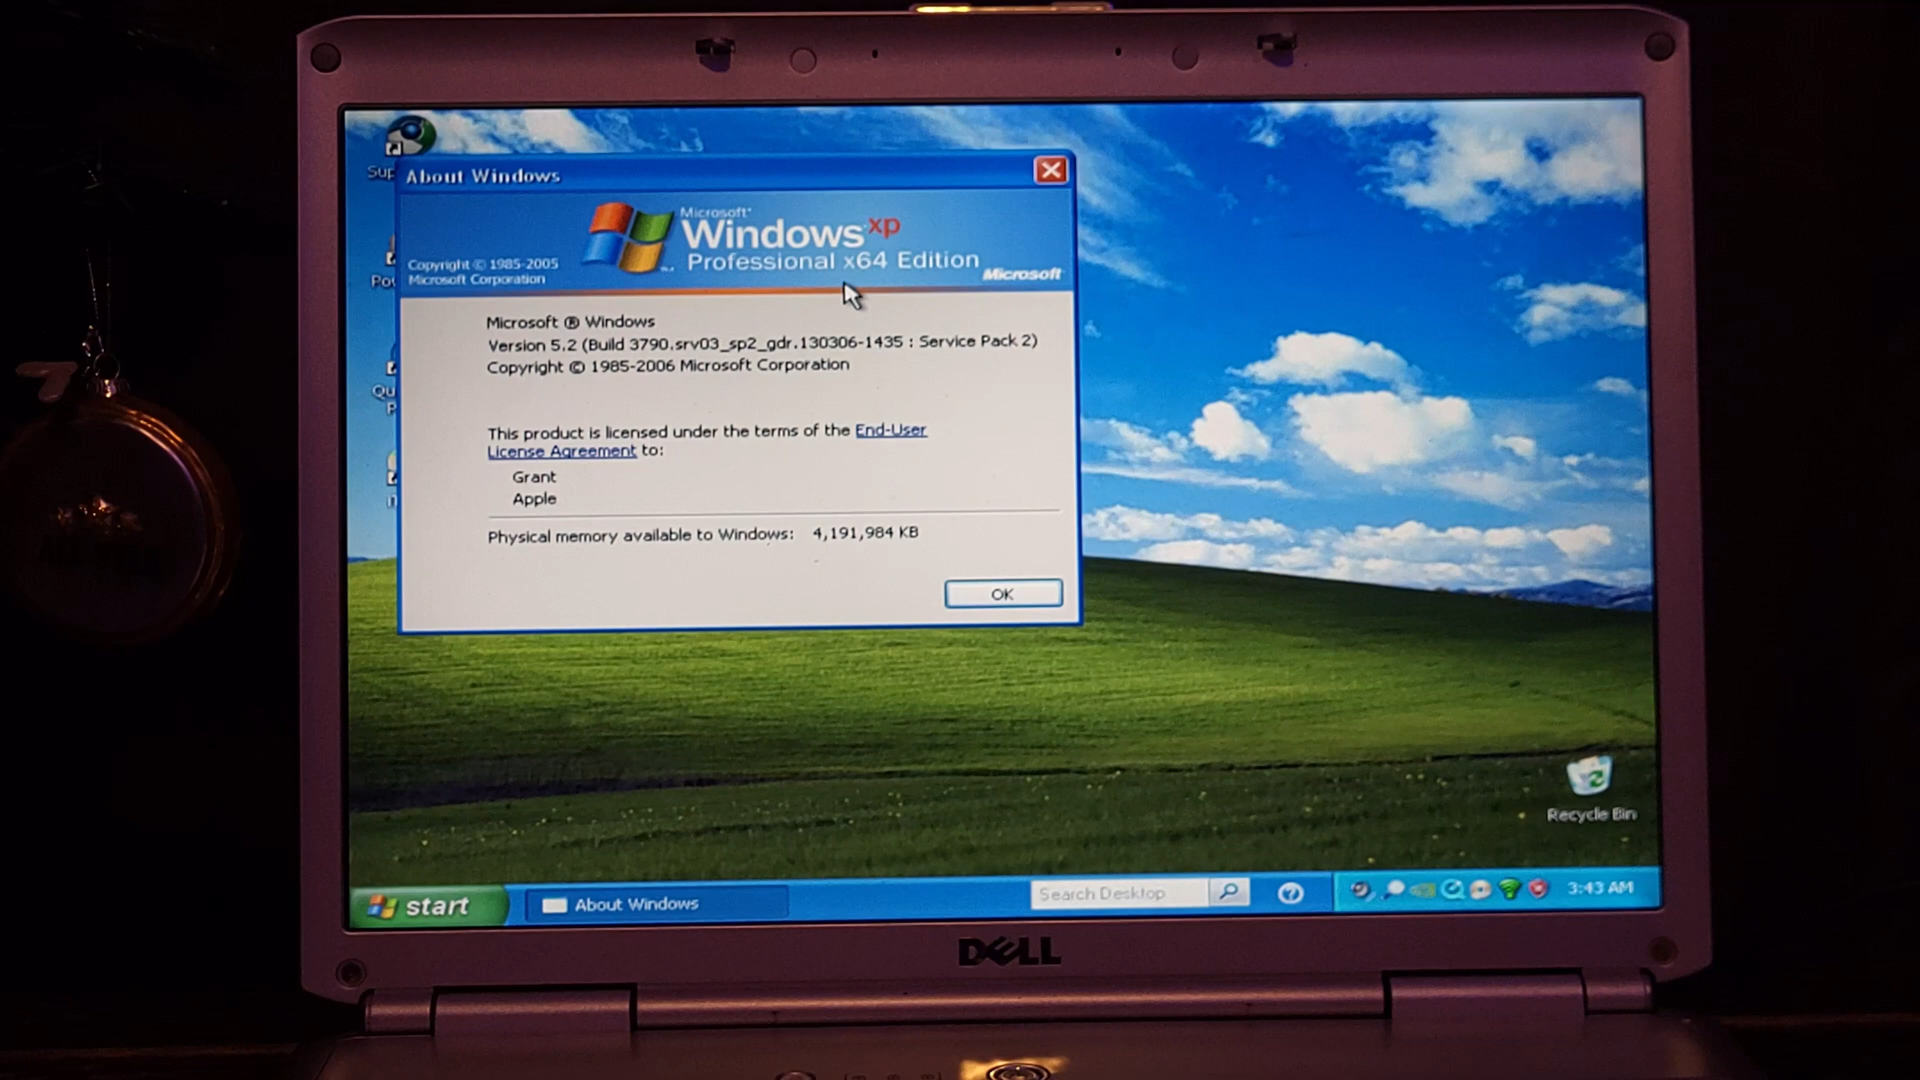 Sup
About Windows
Microsoft
Windows xp
Professional x64 Edition
Copyright © 1985-2005
Microsoft Corporation
Microsoft
Pow
Microsoft ® Windows
Version 5.2 (Build 3790.srv03_sp2_gdr.130306-1435 : Service Pack 2)
Copyright © 1985-2006 Microsoft Corporation
Qu
P
This product is licensed under the terms of the End-User
License Agreement to:
Grant
Apple
Physical memory available to Windows: 4,191,984 KB
OK
Recycle Bin
start
About Windows
Search Desktop
3:43 AM
DELL